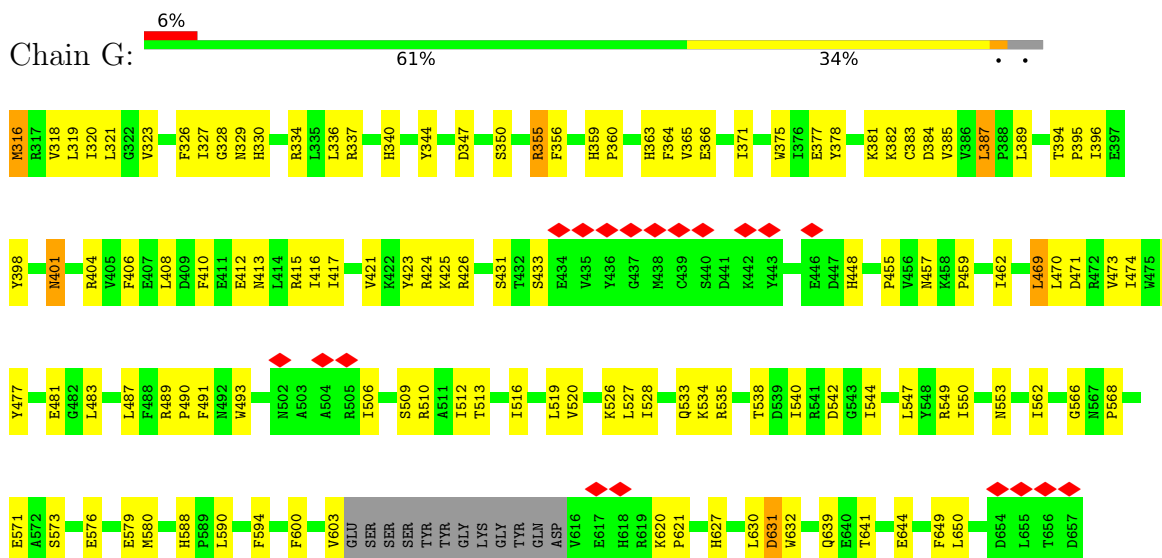 6%
Chain G:
61% 34% • •
M316 R317 V318 L319 I320 L321 G322 V323 F326 I327 G328 N329 H330 R334 L335 L336 R337 H340 Y344 D347 S350 R355 F356 H359 P360 H363 F364 V365 E366 I371 W375 I376 E377 Y378 K381 K382 C383 D384 V385 V386 L387 P388 L389 T394 P395 I396 E397
Y398 N401 R404 V405 F406 E407 L408 D409 F410 E411 E412 N413 L414 R415 I416 I417 V421 K422 Y423 R424 K425 R426 S431 T432 S433 E434 V435 Y436 G437 M438 C439 S440 D441 K442 Y443 E446 D447 H448 P455 V456 N457 K458 P459 I462 L469 L470 D471 R472 V473 I474 W475
Y477 E481 G482 L483 L487 F488 R489 P490 F491 N492 W493 N502 A503 A504 R505 I506 S509 R510 A511 I512 T513 I516 L519 V520 K526 L527 I528 Q533 K534 R535 T538 D539 I540 R541 D542 G543 I544 L547 Y548 R549 I550 N553 I562 G566 N567 P568
E571 A572 S573 E576 E579 M580 H588 P589 L590 F594 F600 V603 GLU SER SER SER TYR TYR GLY LYS GLY TYR GLN ASP V616 E617 H618 R619 K620 P621 H627 L630 D631 W632 Q639 E640 T641 E644 F649 L650 D654 L655 T656 D657